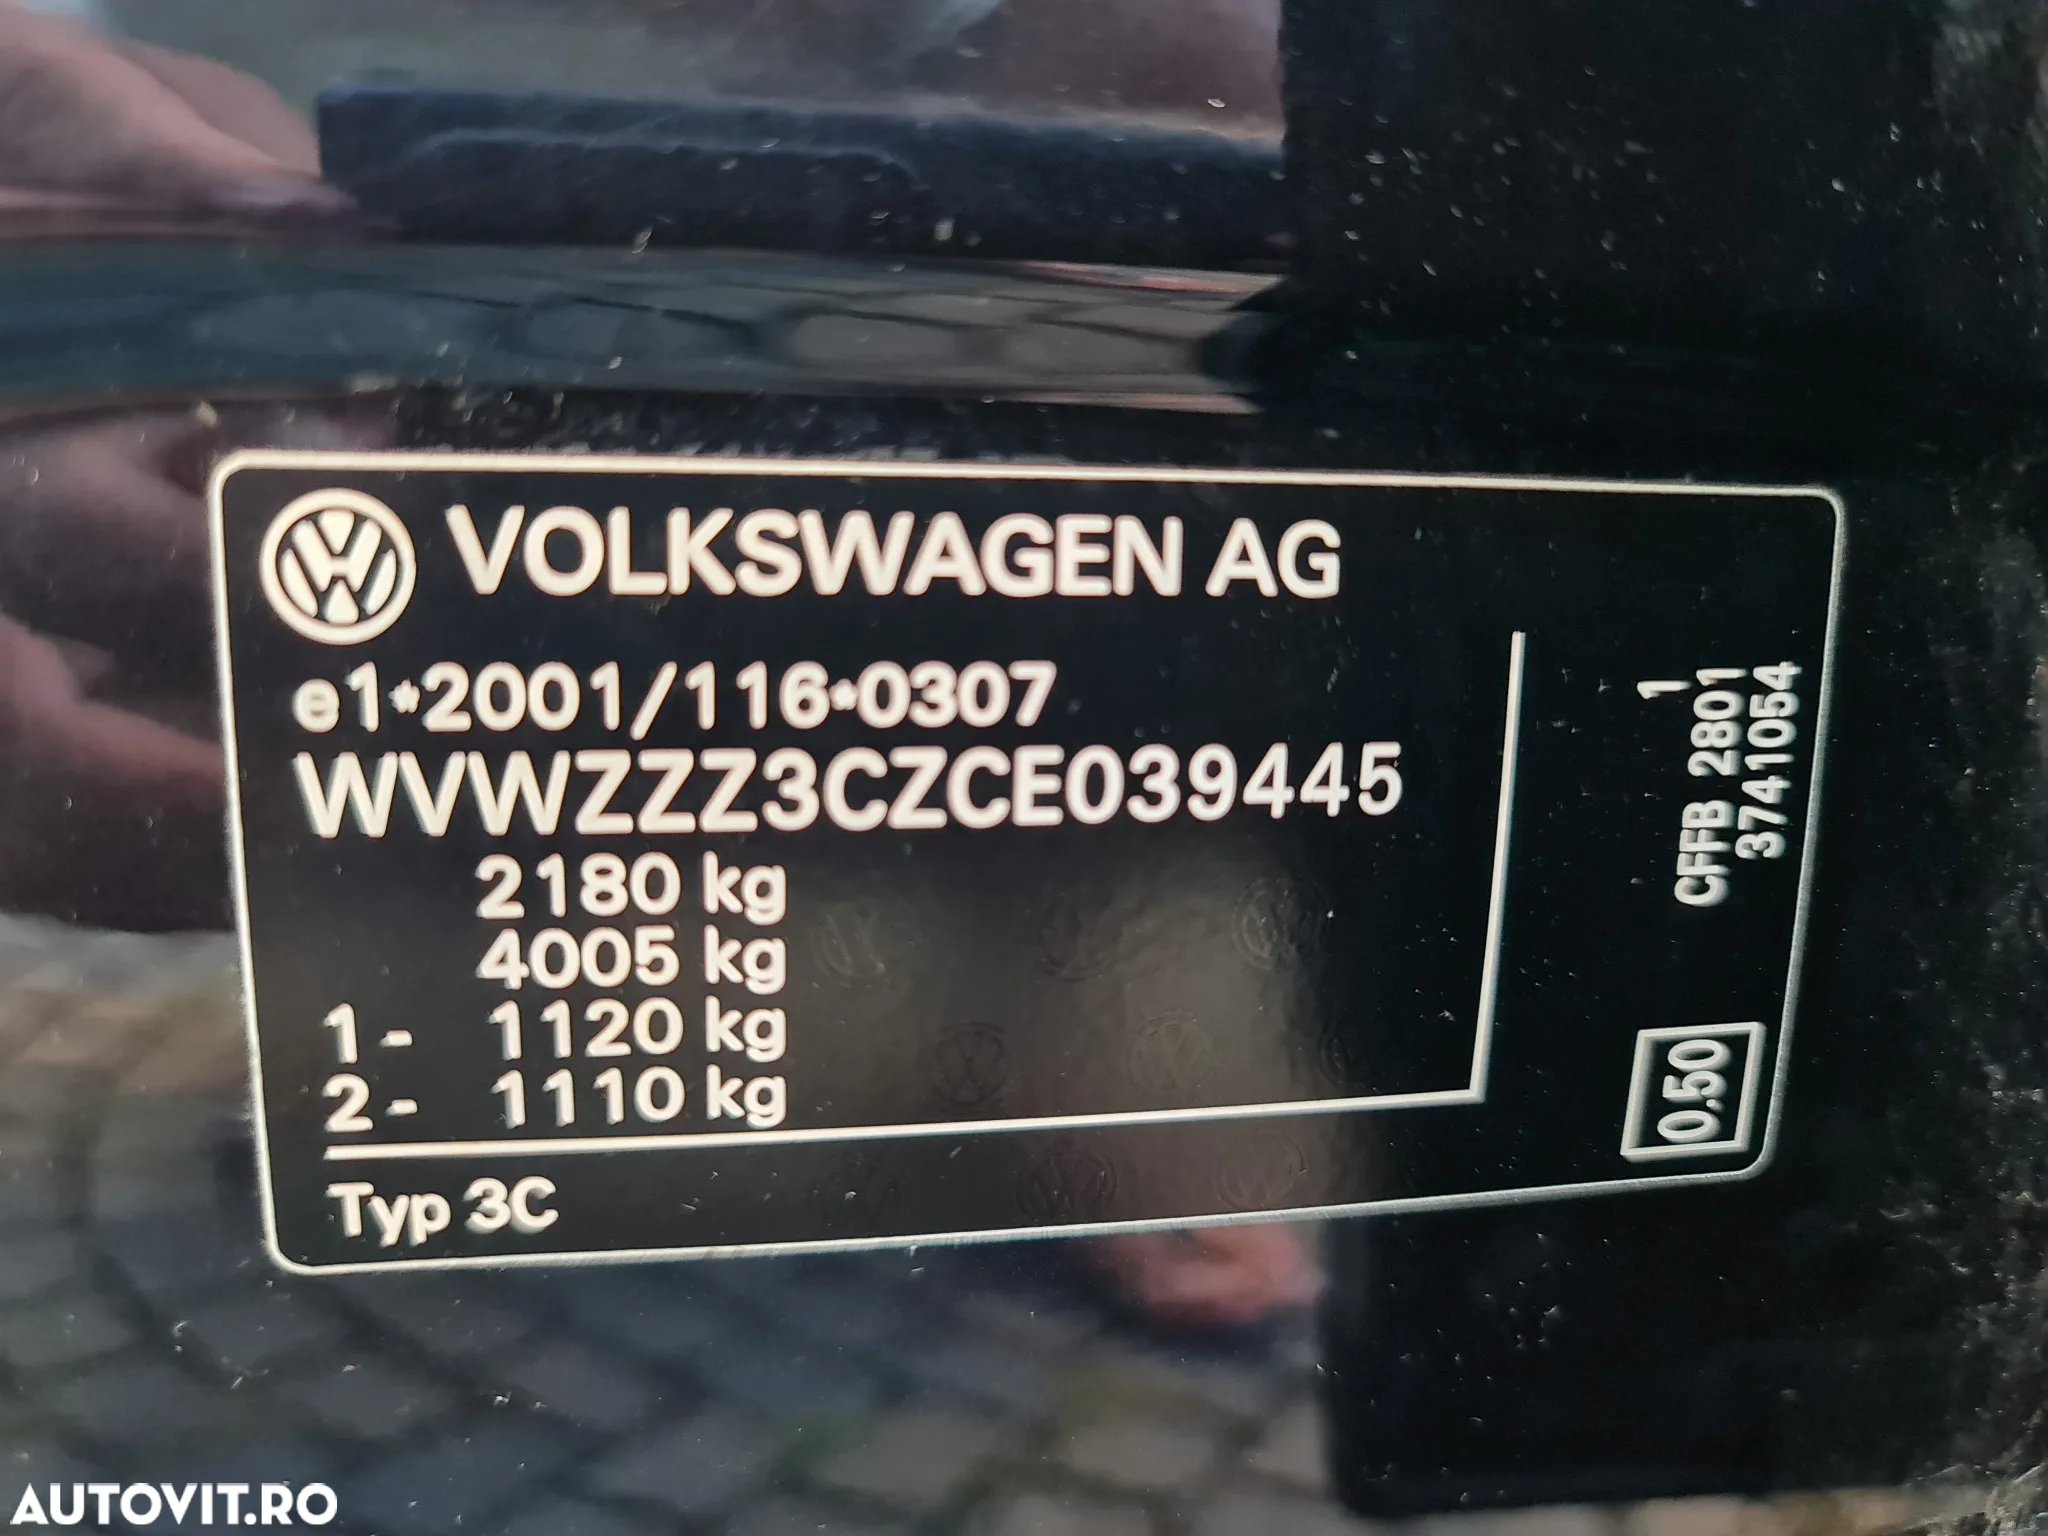 VOLKSWAGEN AG
e1*2001/116*0307
WVWZZZ3CZCE039445
2180 kg
4005 kg
1- 1120 kg
2- 1110 kg
Typ 3C
1
CFFB 2801
3741054
0.50
AUTOVIT.RO